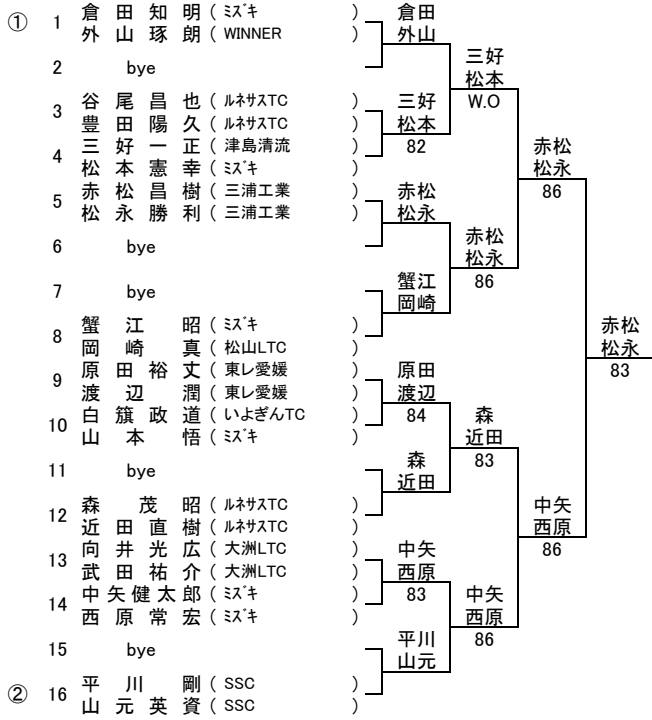 ① 1 倉田知明 ( ﾐｽﾞｷ )
外山琢朗 ( WINNER )
2 bye
3 谷尾昌也 ( ﾙﾈｻｽTC )
豊田陽久 ( ﾙﾈｻｽTC )
4 三好一正 ( 津島清流 )
松本憲幸 ( ﾐｽﾞｷ )
5 赤松昌樹 ( 三浦工業 )
松永勝利 ( 三浦工業 )
6 bye
7 bye
8 蟹江昭 ( ﾐｽﾞｷ )
岡崎真 ( 松山LTC )
9 原田裕丈 ( 東レ愛媛 )
渡辺潤 ( 東レ愛媛 )
10 白籏政道 ( いよぎんTC )
山本悟 ( ﾐｽﾞｷ )
11 bye
12 森茂昭 ( ﾙﾈｻｽTC )
近田直樹 ( ﾙﾈｻｽTC )
13 向井光広 ( 大洲LTC )
武田祐介 ( 大洲LTC )
14 中矢健太郎 ( ﾐｽﾞｷ )
西原常宏 ( ﾐｽﾞｷ )
15 bye
② 16 平川剛 ( SSC )
山元英資 ( SSC )
倉田
外山
三好
松本
82
赤松
松永
蟹江
岡崎
原田
渡辺
84
森
近田
中矢
西原
83
平川
山元
三好
松本
W.O
赤松
松永
86
森
近田
83
中矢
西原
86
赤松
松永
86
中矢
西原
86
赤松
松永
83